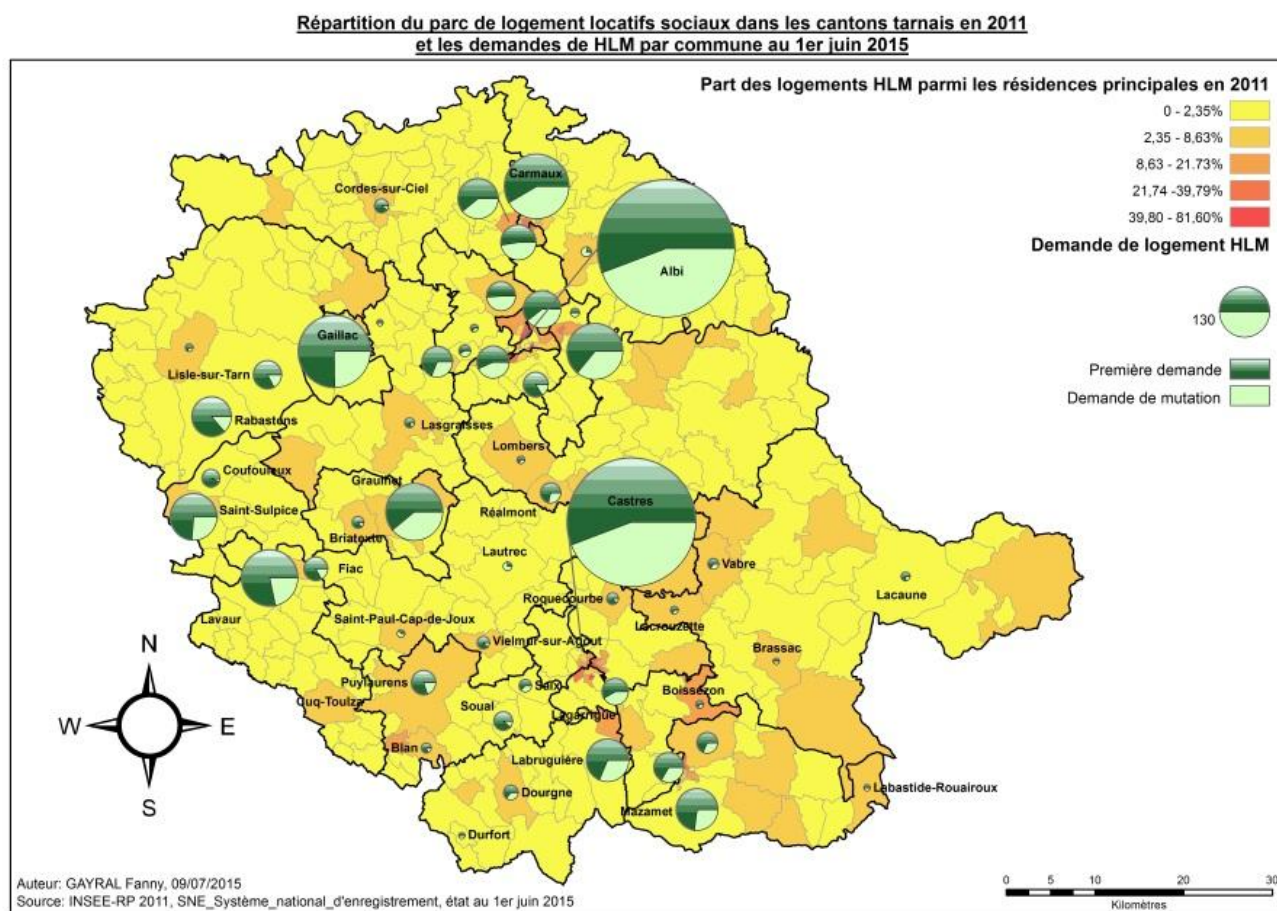 Répartition du parc de logement locatifs sociaux dans les cantons tarnais en 2011
et les demandes de HLM par commune au 1er juin 2015
Part des logements HLM parmi les résidences principales en 2011
0 - 2,35%
2,35 - 8,63%
8,63 - 21.73%
21,74 -39,79%
39,80 - 81,60%
Demande de logement HLM
130
Première demande
Demande de mutation
Carmaux
Cordes-sur-Ciel
Albi
Gaillac
Lisle-sur-Tarn
Rabastens
Lasgraisses
Lombers
Coufouleux
Graulhet
Castres
Saint-Sulpice
Réalmont
Briatexte
Lautrec
Vabre
Fiac
Lacaune
Roquecourbe
Lavaur
Saint-Paul-Cap-de-Joux
Lacrouzette
Vielmur-sur-Agout
Brassac
Puylaurens
Saix
Cuq-Toulza
Soual
Lagarrigue
Boissezon
Blan
Labruguière
Labastide-Rouairoux
Dourgne
Mazamet
Durfort
N
W
E
S
Auteur: GAYRAL Fanny, 09/07/2015
Source: INSEE-RP 2011, SNE_Système_national_d'enregistrement, état au 1er juin 2015
0 5 10 20 30
Kilomètres